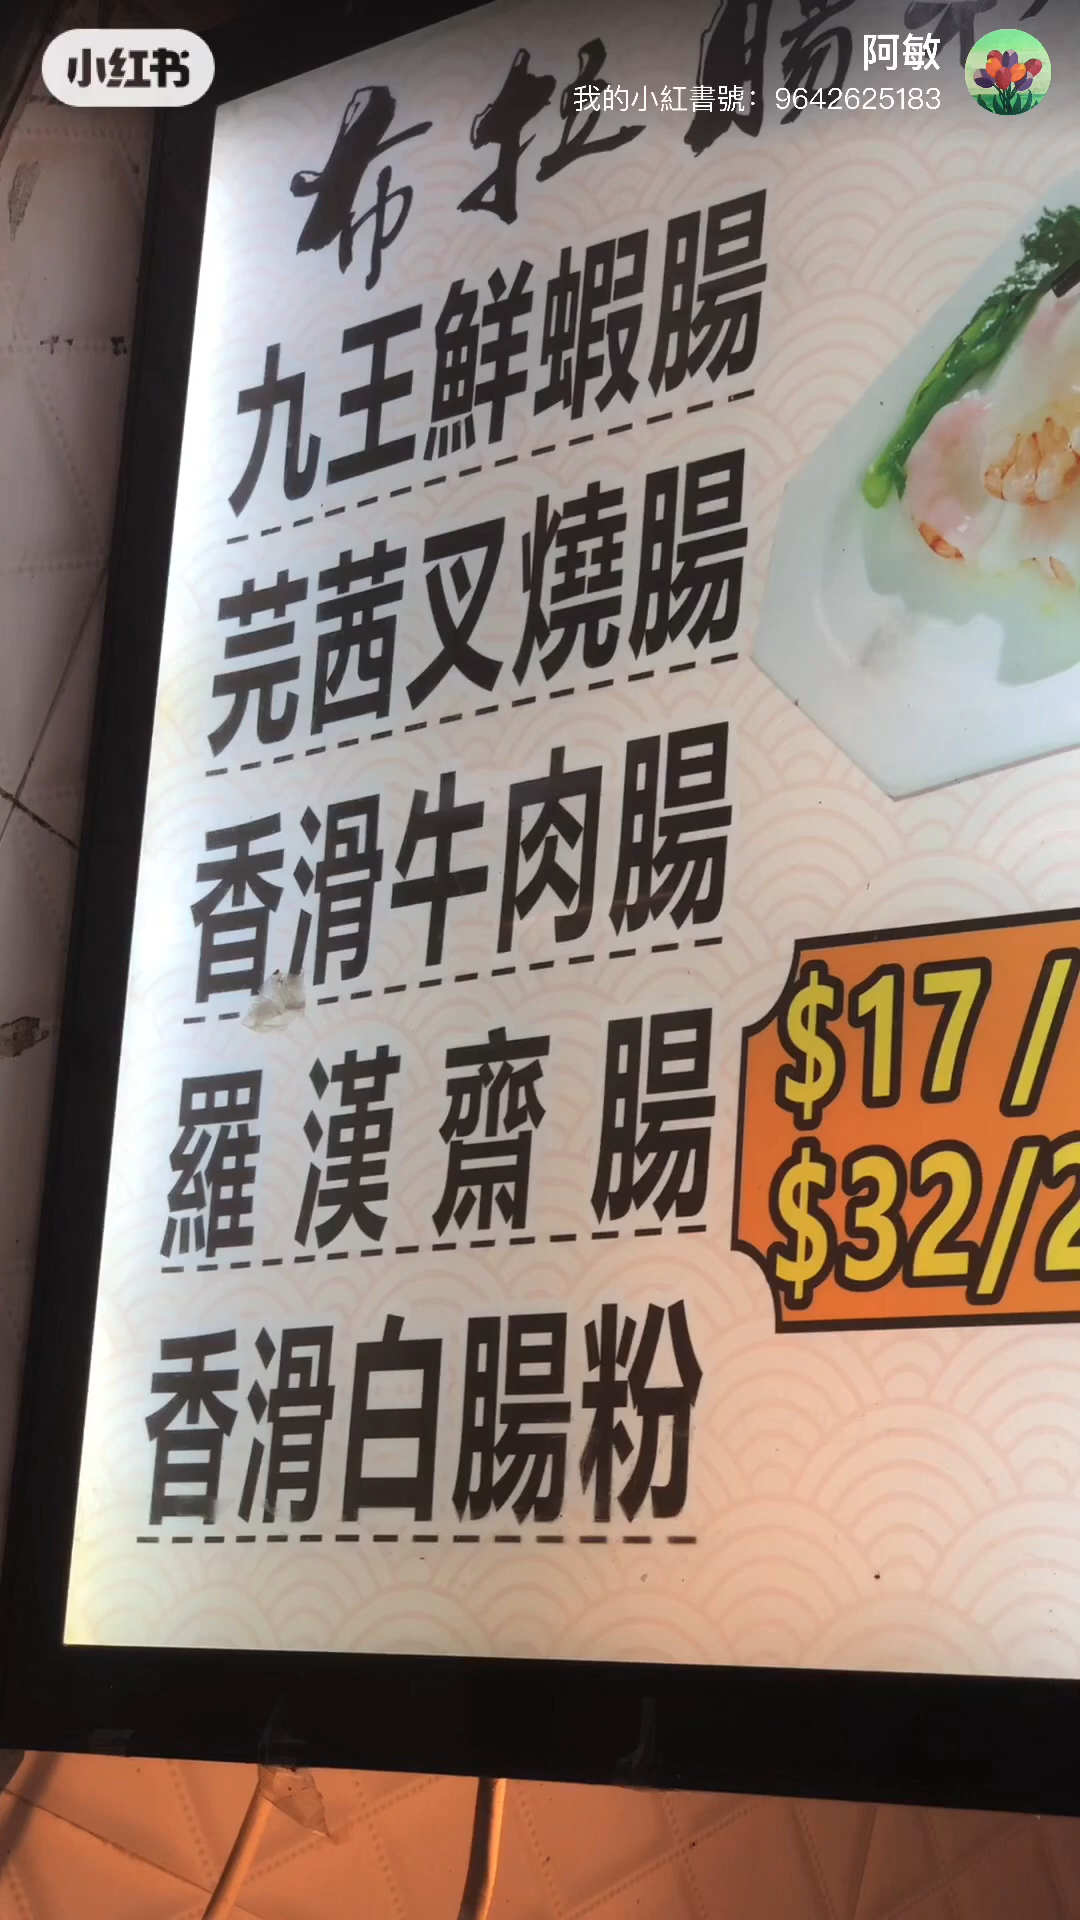 小红书
阿敏
我的小紅書號：9642625183
布拉腸
九王鮮蝦腸
芫茜叉燒腸
香滑牛肉腸
羅漢齋腸
香滑白腸粉
$17/
$32/2